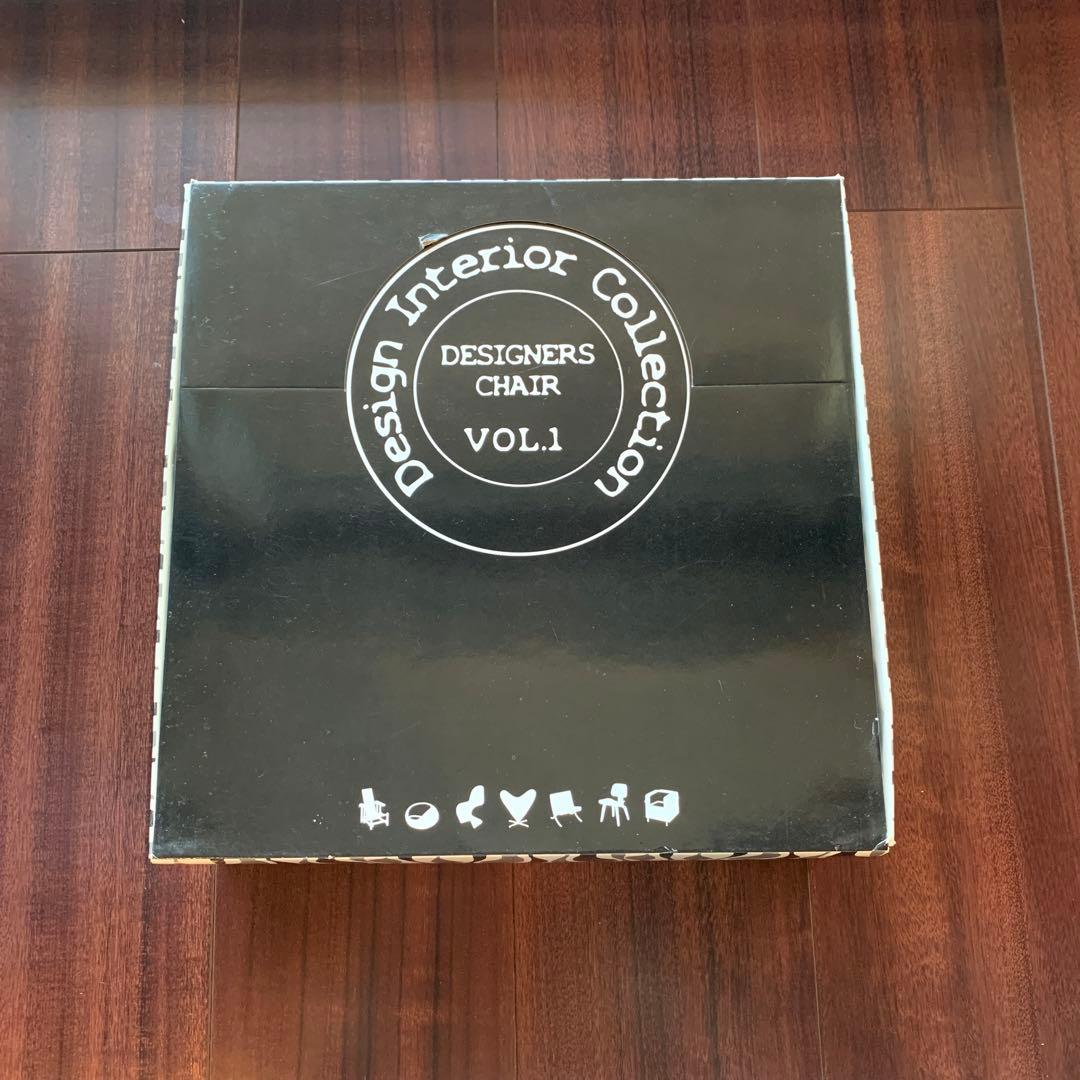 Design Interior Collection
DESIGNERS
CHAIR
VOL.1